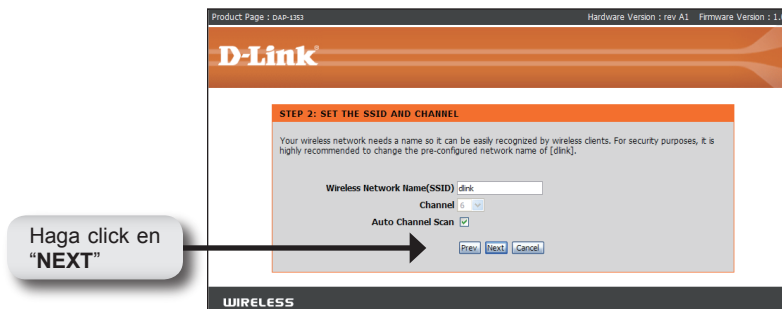 Product Page : DAP-1353 Hardware Version : rev A1 Firmware Version : 1.0
D-Link
STEP 2: SET THE SSID AND CHANNEL
Your wireless network needs a name so it can be easily recognized by wireless clients. For security purposes, it is
highly recommended to change the pre-configured network name of [dlink].
Wireless Network Name(SSID) dlink
Channel 6
Auto Channel Scan
Prev Next Cancel
Haga click en
“NEXT”
WIRELESS